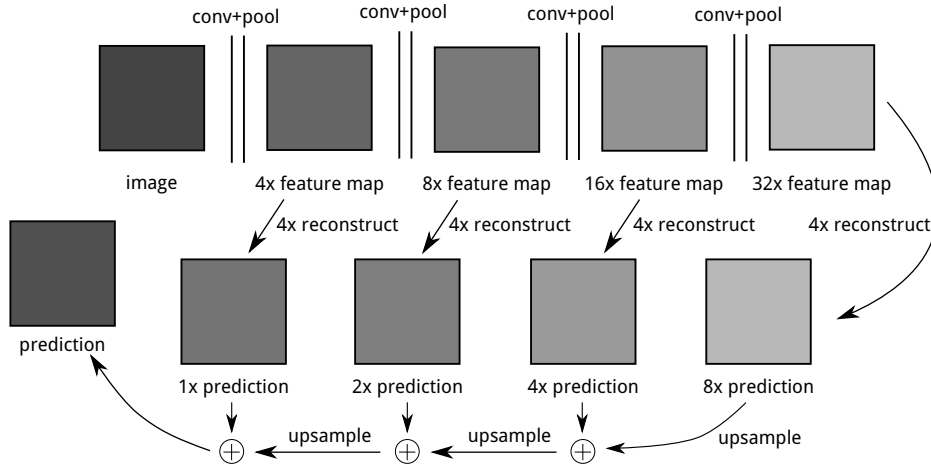 conv+pool
conv+pool
conv+pool
conv+pool
image
4x feature map
8x feature map
16x feature map
32x feature map
4x reconstruct
4x reconstruct
4x reconstruct
4x reconstruct
prediction
1x prediction
2x prediction
4x prediction
8x prediction
upsample
upsample
upsample